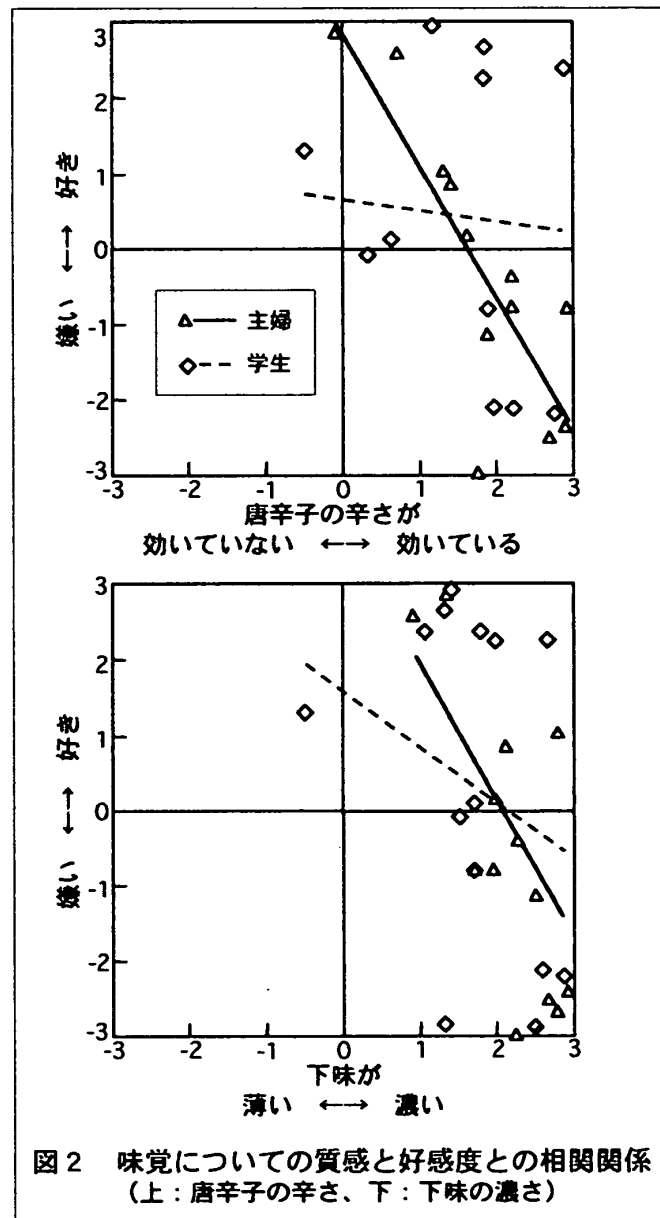 3
2
1
0
-1
-2
-3
嫌い ←→ 好き
△── 主婦
◇-- 学生
-3 -2 -1 0 1 2 3
唐辛子の辛さが
効いていない ←→ 効いている
3
2
1
0
-1
-2
-3
嫌い ←→ 好き
-3 -2 -1 0 1 2 3
下味が
薄い ←→ 濃い
図2 味覚についての質感と好感度との相関関係
(上:唐辛子の辛さ、下:下味の濃さ)